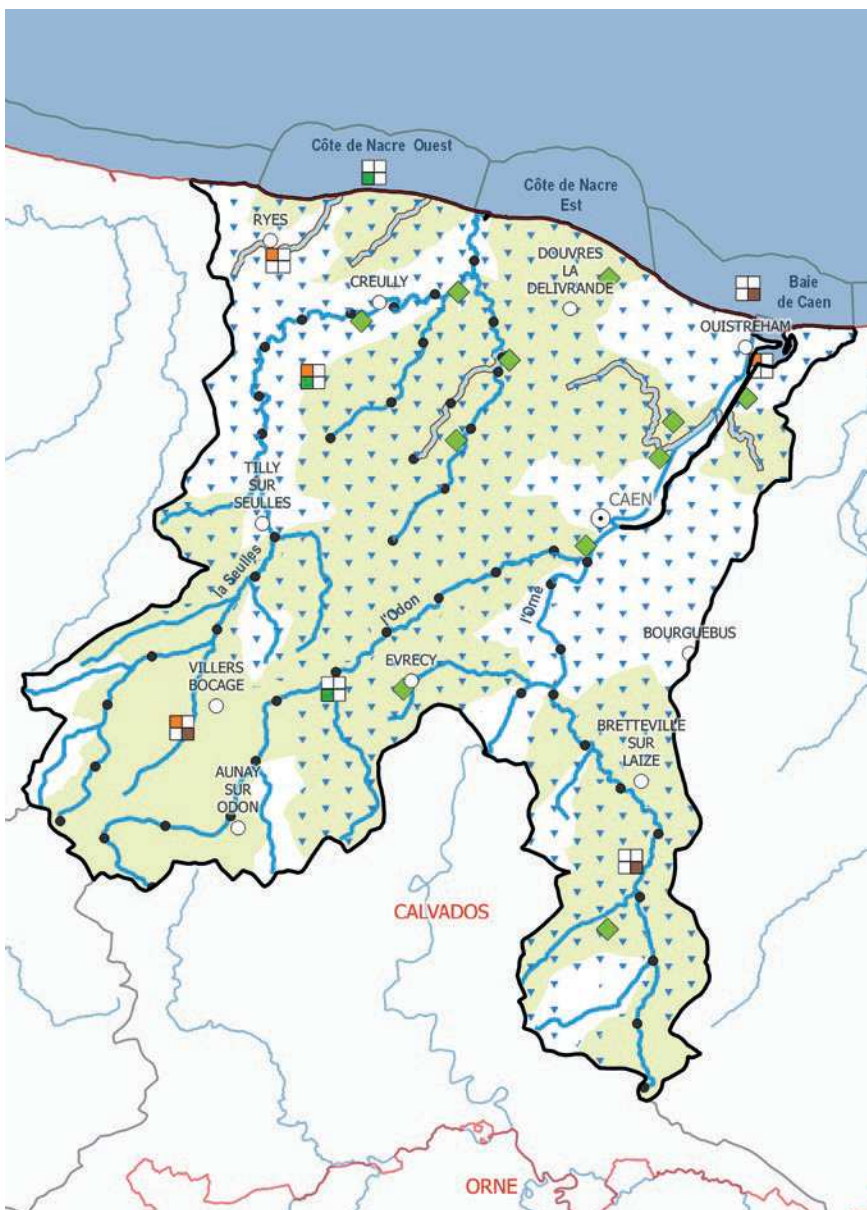 Côte de Nacre Ouest
Côte de Nacre
Est
RYES
DOUVRES
LA
DELIVRANDE
CREULLY
Baie
de Caen
OUISTREHAM
TILLY
SUR
SEULLES
CAEN
la Seulles
l'Odon
l'Orne
BOURGUEBUS
EVRECY
VILLERS
BOCAGE
BRETTEVILLE
SUR
LAIZE
AUNAY
SUR
ODON
CALVADOS
ORNE